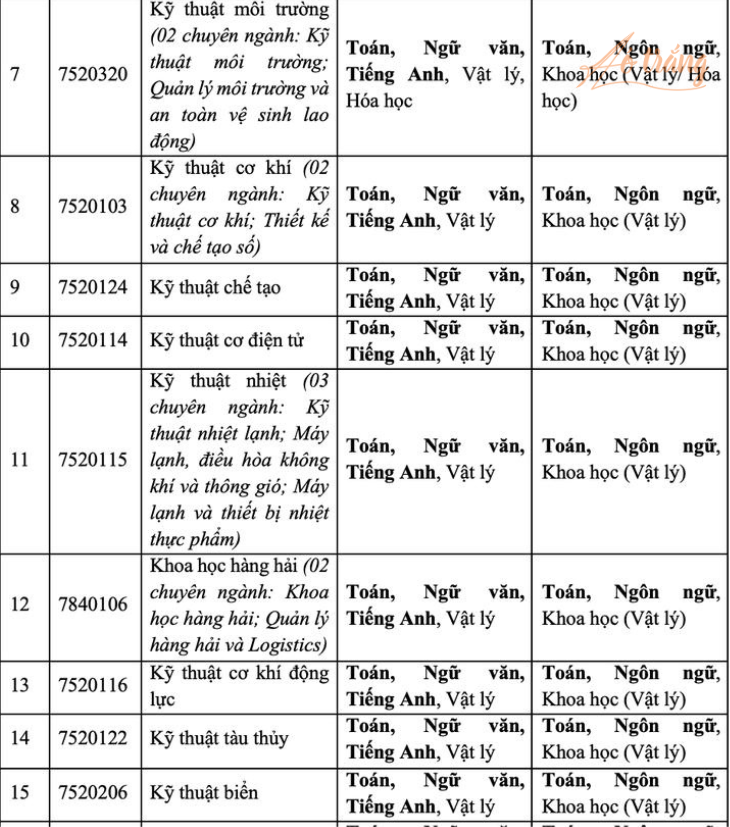 Kỹ thuật môi trường
(02 chuyên ngành: Kỹ
thuật môi trường;
Quản lý môi trường và
an toàn vệ sinh lao
động)
7
7520320
Toán, Ngữ văn,
Tiếng Anh, Vật lý,
Hóa học
Toán, Ngôn ngữ,
Khoa học (Vật lý/ Hóa
học)
Áo Trắng
8
7520103
Kỹ thuật cơ khí (02
chuyên ngành: Kỹ
thuật cơ khí; Thiết kế
và chế tạo số)
Toán, Ngữ văn,
Tiếng Anh, Vật lý
Toán, Ngôn ngữ,
Khoa học (Vật lý)
9
7520124
Kỹ thuật chế tạo
Toán, Ngữ văn,
Tiếng Anh, Vật lý
Toán, Ngôn ngữ,
Khoa học (Vật lý)
10
7520114
Kỹ thuật cơ điện tử
Toán, Ngữ văn,
Tiếng Anh, Vật lý
Toán, Ngôn ngữ,
Khoa học (Vật lý)
11
7520115
Kỹ thuật nhiệt (03
chuyên ngành: Kỹ
thuật nhiệt lạnh; Máy
lạnh, điều hòa không
khí và thông gió; Máy
lạnh và thiết bị nhiệt
thực phẩm)
Toán, Ngữ văn,
Tiếng Anh, Vật lý
Toán, Ngôn ngữ,
Khoa học (Vật lý)
12
7840106
Khoa học hàng hải (02
chuyên ngành: Khoa
học hàng hải; Quản lý
hàng hải và Logistics)
Toán, Ngữ văn,
Tiếng Anh, Vật lý
Toán, Ngôn ngữ,
Khoa học (Vật lý)
13
7520116
Kỹ thuật cơ khí động
lực
Toán, Ngữ văn,
Tiếng Anh, Vật lý
Toán, Ngôn ngữ,
Khoa học (Vật lý)
14
7520122
Kỹ thuật tàu thủy
Toán, Ngữ văn,
Tiếng Anh, Vật lý
Toán, Ngôn ngữ,
Khoa học (Vật lý)
15
7520206
Kỹ thuật biển
Toán, Ngữ văn,
Tiếng Anh, Vật lý
Toán, Ngôn ngữ,
Khoa học (Vật lý)